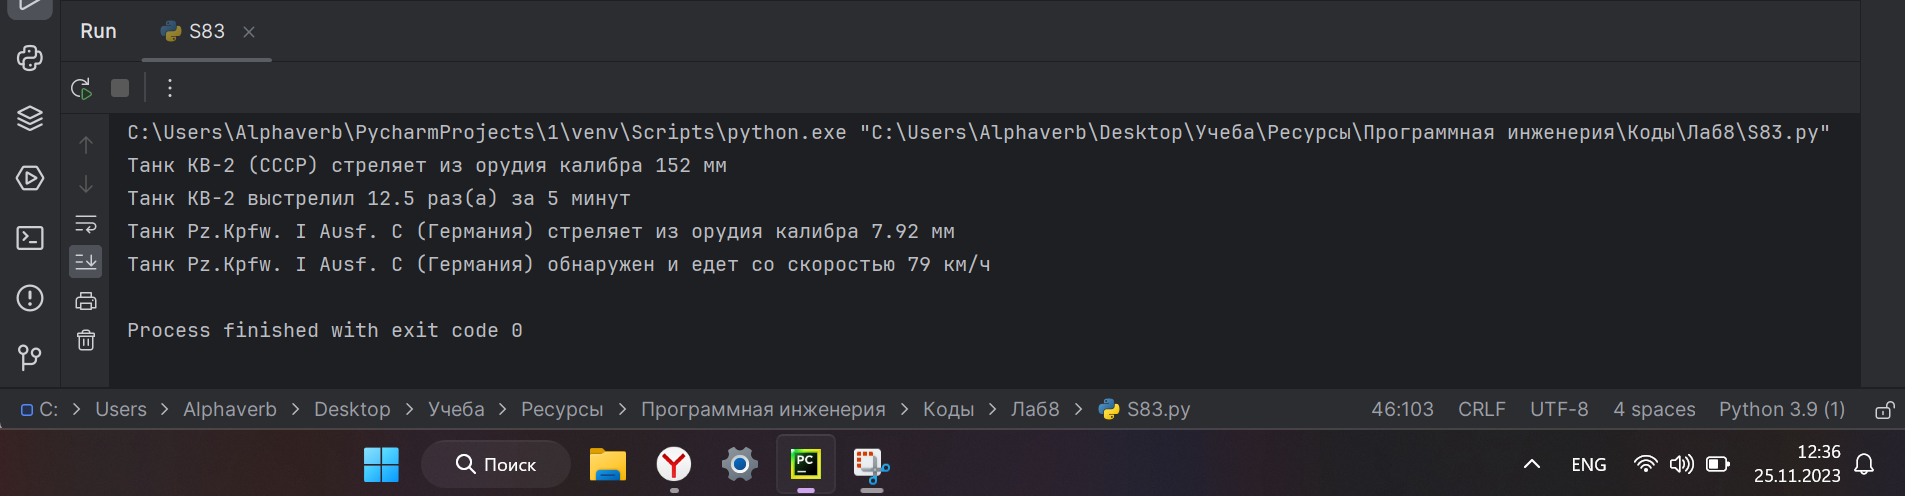 Run S83
C:\Users\Alphaverb\PycharmProjects\1\venv\Scripts\python.exe "C:\Users\Alphaverb\Desktop\Учеба\Ресурсы\Программная инженерия\Коды\Лаб8\S83.py"
Танк КВ-2 (СССР) стреляет из орудия калибра 152 мм
Танк КВ-2 выстрелил 12.5 раз(а) за 5 минут
Танк Pz.Kpfw. I Ausf. C (Германия) стреляет из орудия калибра 7.92 мм
Танк Pz.Kpfw. I Ausf. C (Германия) обнаружен и едет со скоростью 79 км/ч
Process finished with exit code 0
C: > Users > Alphaverb > Desktop > Учеба > Ресурсы > Программная инженерия > Коды > Лаб8 > S83.py 46:103 CRLF UTF-8 4 spaces Python 3.9 (1)
Поиск PC ENG 12:36
25.11.2023